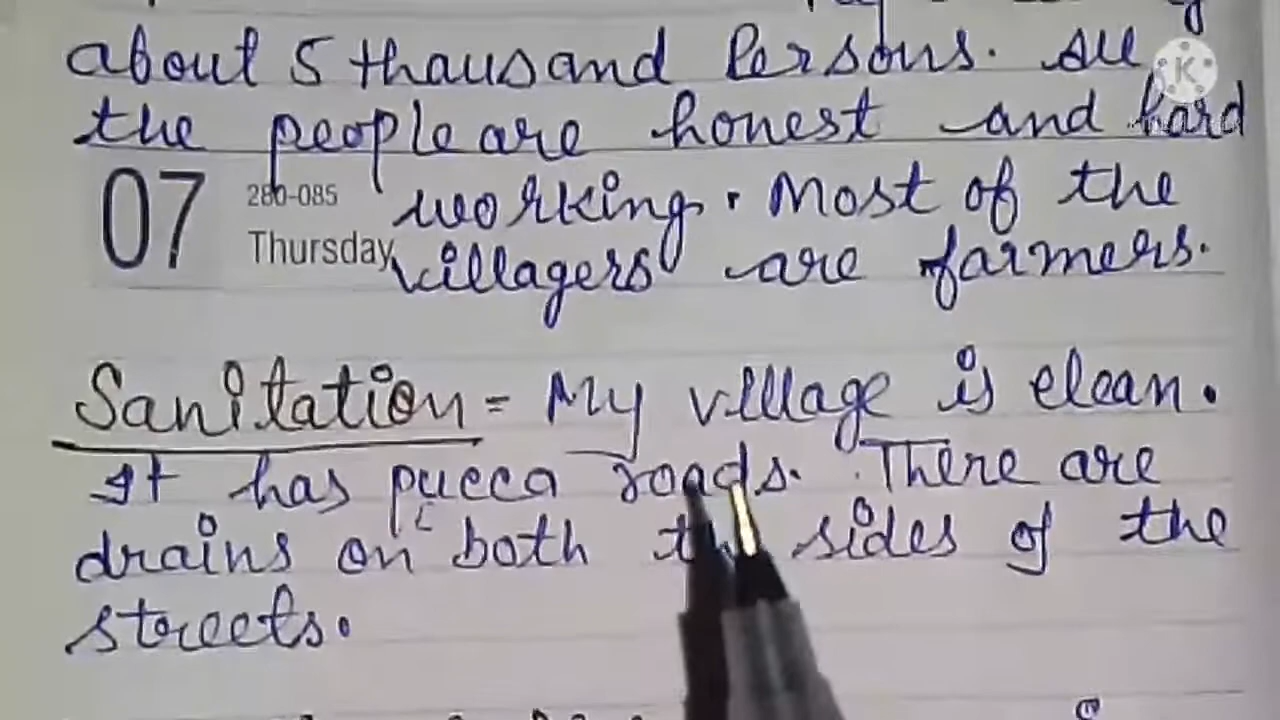 about 5 thausand Persons. All
the people are honest and hard
07 280-085 Thursday
working. Most of the
villagers are farmers.
Sanitation = My village is clean.
It has pucca roads. There are
drains on both the sides of the
streets.
K